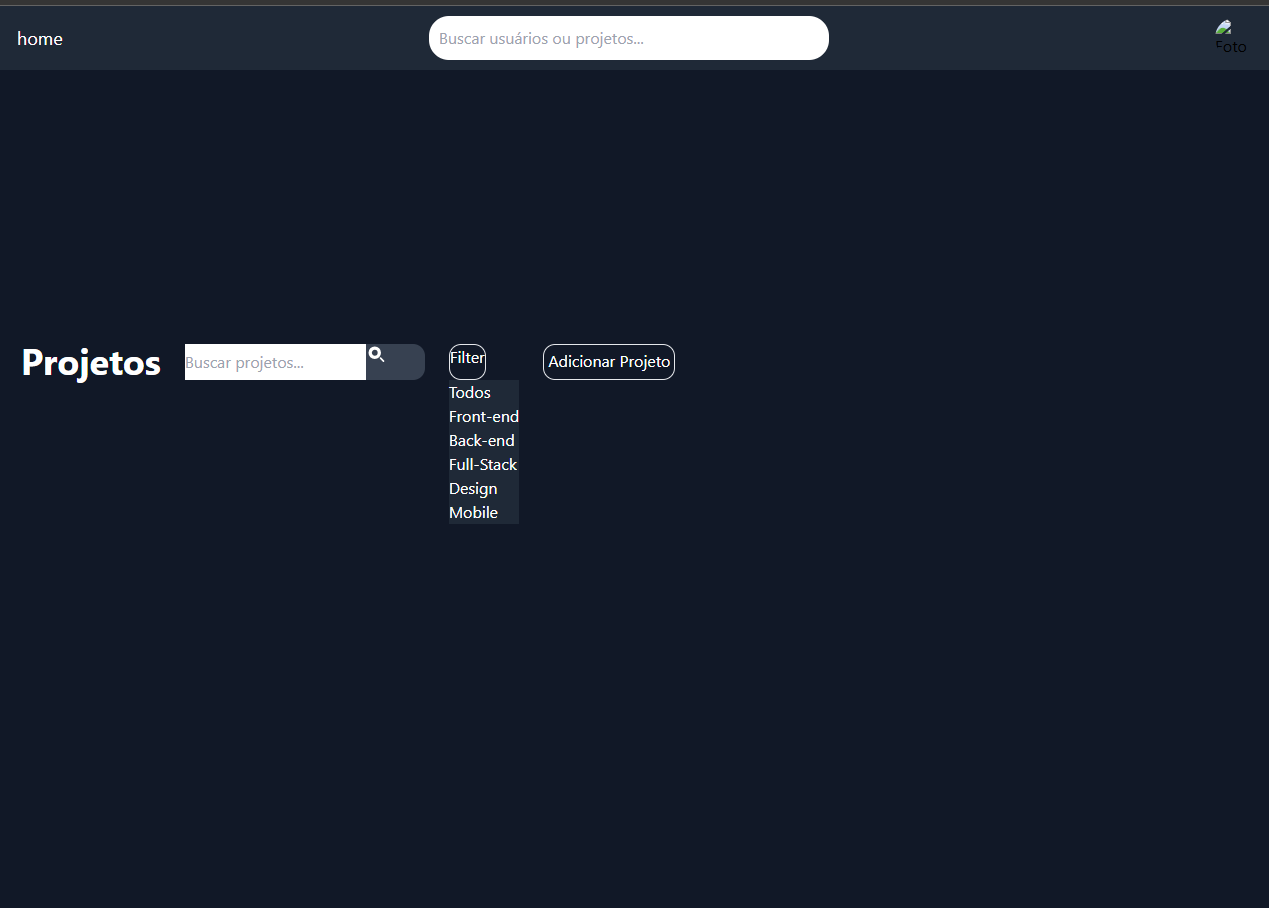 home
Buscar usuários ou projetos...
Foto
Projetos
Buscar projetos...
Filter
Adicionar Projeto
Todos
Front-end
Back-end
Full-Stack
Design
Mobile